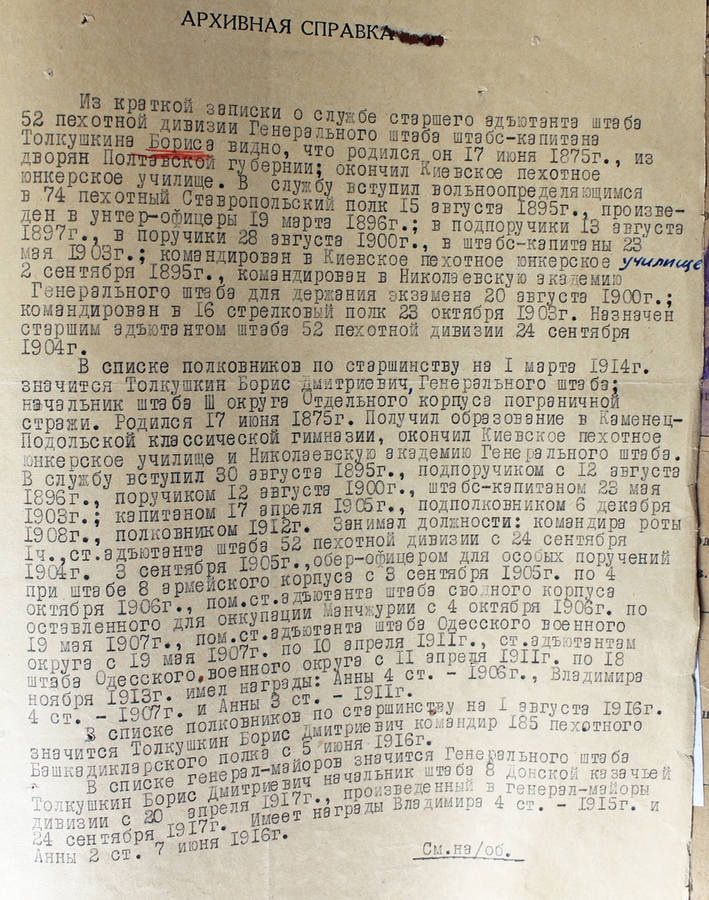 АРХИВНАЯ СПРАВКА
Из краткой записки о службе старшего адъютанта штаба
52 пехотной дивизии Генерального штаба штабс-капитана
Толкушкина Бориса видно, что родился он 17 июня 1875г., из
дворян Полтавской губернии; окончил Киевское пехотное
юнкерское училище. В службу вступил вольноопределяющимся
в 74 пехотный Ставропольский полк 15 августа 1895г., произве-
ден в унтер-офицеры 19 марта 1896г.; в подпоручики 13 августа
1897г., в поручики 28 августа 1900г., в штабс-капитаны 23
мая 1903г.; командирован в Киевское пехотное юнкерское училище
2 сентября 1895г., командирован в Николаевскую академию
Генерального штаба для держания экзамена 20 августа 1900г.;
командирован в 16 стрелковый полк 23 октября 1903г. Назначен
старшим адъютантом штаба 52 пехотной дивизии 24 сентября
1904г.
В списке полковников по старшинству на I марта 1914г.
значится Толкушкин Борис Дмитриевич, Генерального штаба;
начальник штаба Ш округа Отдельного корпуса пограничной
стражи. Родился 17 июня 1875г. Получил образование в Каменец-
Подольской классической гимназии, окончил Киевское пехотное
юнкерское училище и Николаевскую академию Генерального штаба.
В службу вступил 30 августа 1895г., подпоручиком с 12 августа
1896г., поручиком 12 августа 1900г., штабс-капитаном 23 мая
1903г.; капитаном 17 апреля 1905г., подполковником 6 декабря
1908г., полковником 1912г. Занимал должности: командира роты
1ч.,ст.адъютанта штаба 52 пехотной дивизии с 24 сентября
1904г. 3 сентября 1905г.,обер-офицером для особых поручений
при штабе 8 армейского корпуса с 3 сентября 1905г. по 4
октября 1906г., пом.ст.адъютанта штаба сводного корпуса
оставленного для оккупации Манчжурии с 4 октября 1906г. по
19 мая 1907г., пом.ст.адъютанта штаба Одесского военного
округа с 19 мая 1907г. по 10 апреля 1911г., ст.адъютантам
штаба Одесского военного округа с II апреля 1911г. по 18
ноября 1913г. имел награды: Анны 4 ст. - 1906г., Владимира
4 ст. - 1907г. и Анны 3 ст. - 1911г.
В списке полковников по старшинству на I августа 1916г.
значится Толкушкин Борис Дмитриевич командир 185 пехотного
Башкадикларского полка с 5 июня 1916г.
В списке генерал-майоров значится Генерального штаба
Толкушкин Борис Дмитриевич начальник штаба 8 Донской казачьей
дивизии с 20 апреля 1917г., произведенный в генерал-майоры
24 сентября 1917г. Имеет награды Владимира 4 ст. - 1915г. и
Анны 2 ст. 7 июня 1916г.
См.на/об.